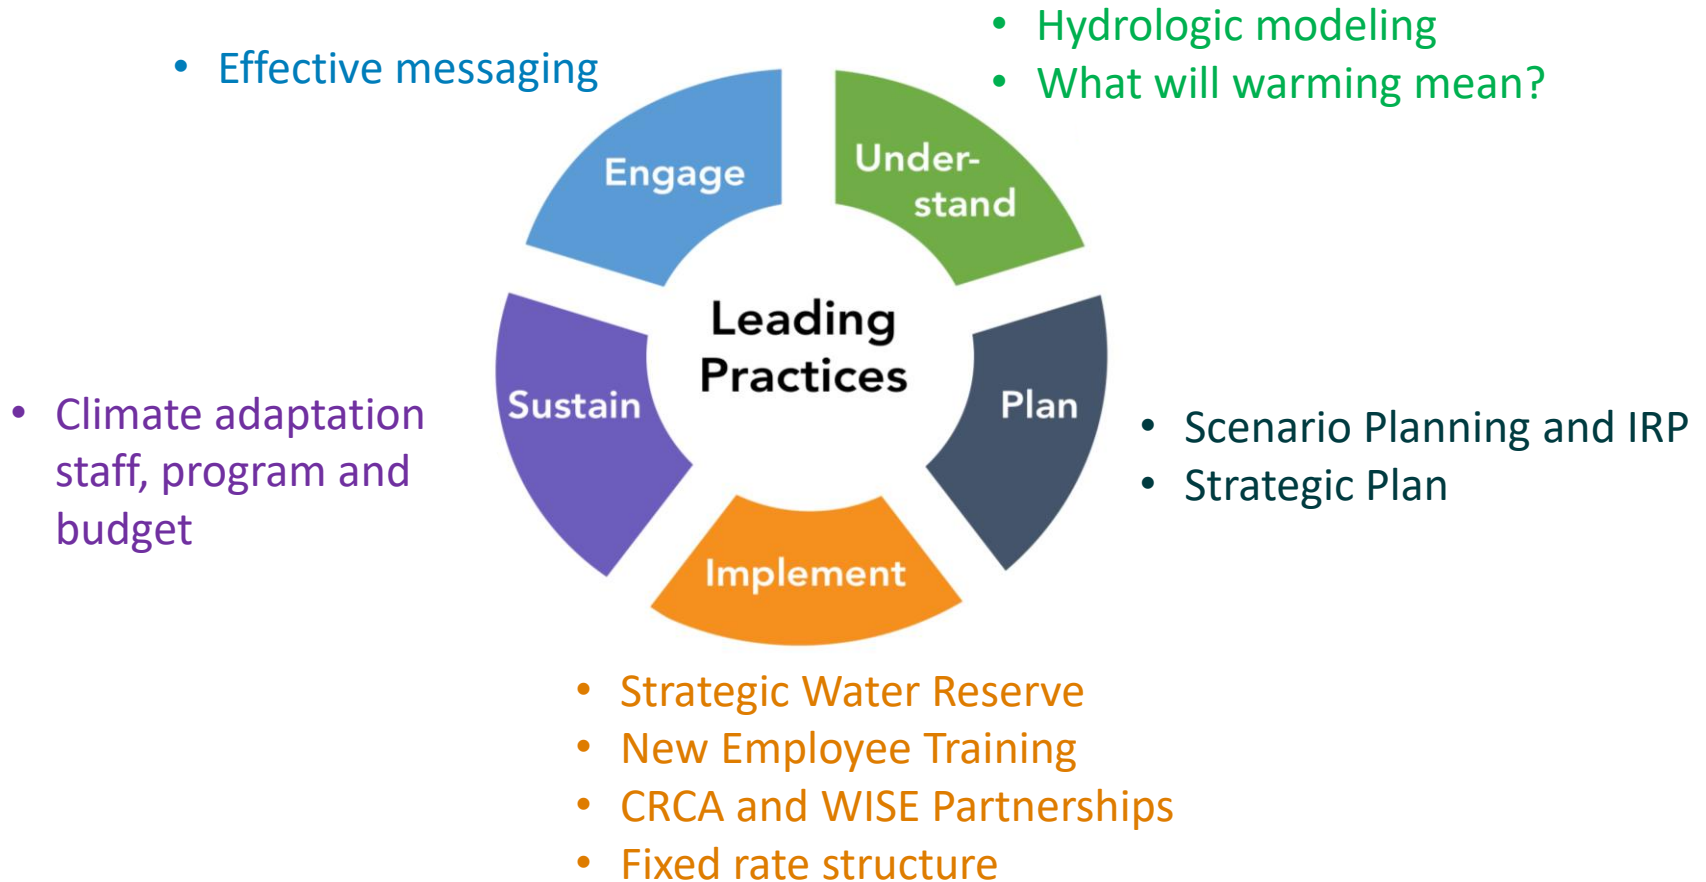 • Effective messaging
• Hydrologic modeling
• What will warming mean?
Engage
Under-
stand
Leading
Practices
Sustain
Plan
• Climate adaptation
staff, program and
budget
• Scenario Planning and IRP
• Strategic Plan
Implement
• Strategic Water Reserve
• New Employee Training
• CRCA and WISE Partnerships
• Fixed rate structure